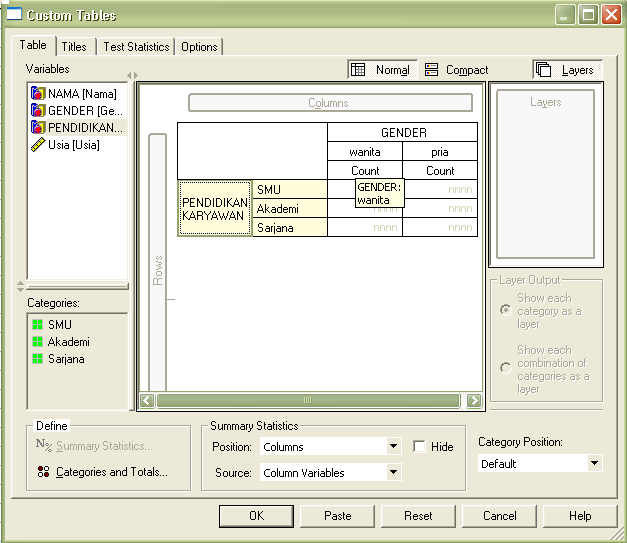 Custom Tables
Table Titles Test Statistics Options
Variables
Normal Compact Layers
NAMA [Nama]
GENDER [Ge...
PENDIDIKAN...
Usia [Usia]
Columns
GENDER
wanita pria
Count Count
PENDIDIKAN
KARYAWAN
SMU nnnn
Akademi nnnn nnnn
Sarjana nnnn nnnn
GENDER:
wanita
Rows
Layers
Categories:
SMU
Akademi
Sarjana
Layer Output
Show each
category as a
layer
Show each
combination of
categories as a
layer
Define
N% Summary Statistics...
Categories and Totals...
Summary Statistics
Position: Columns Hide
Source: Column Variables
Category Position:
Default
OK Paste Reset Cancel Help